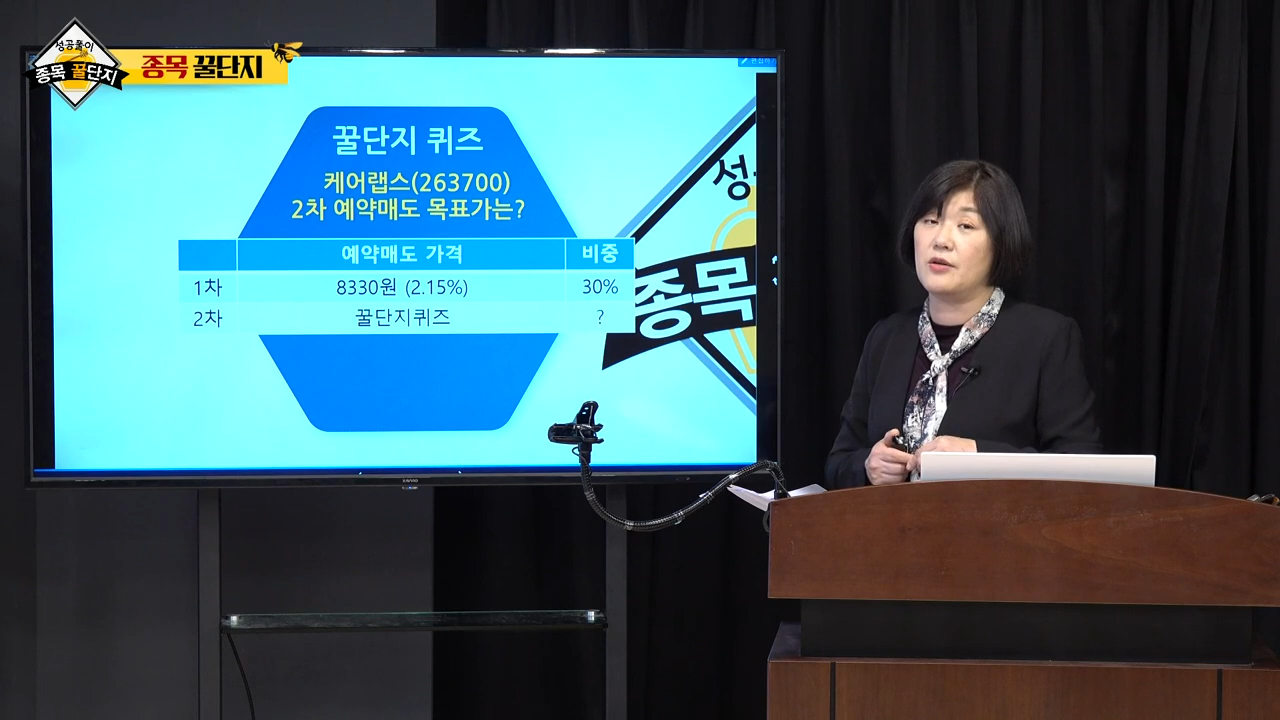 성공풀이
종목 꿀단지
종목 꿀단지
꿀단지 퀴즈
케어랩스(263700)
2차 예약매도 목표가는?
예약매도 가격 비중
1차 8330원 (2.15%) 30%
2차 꿀단지퀴즈 ?
성
종목